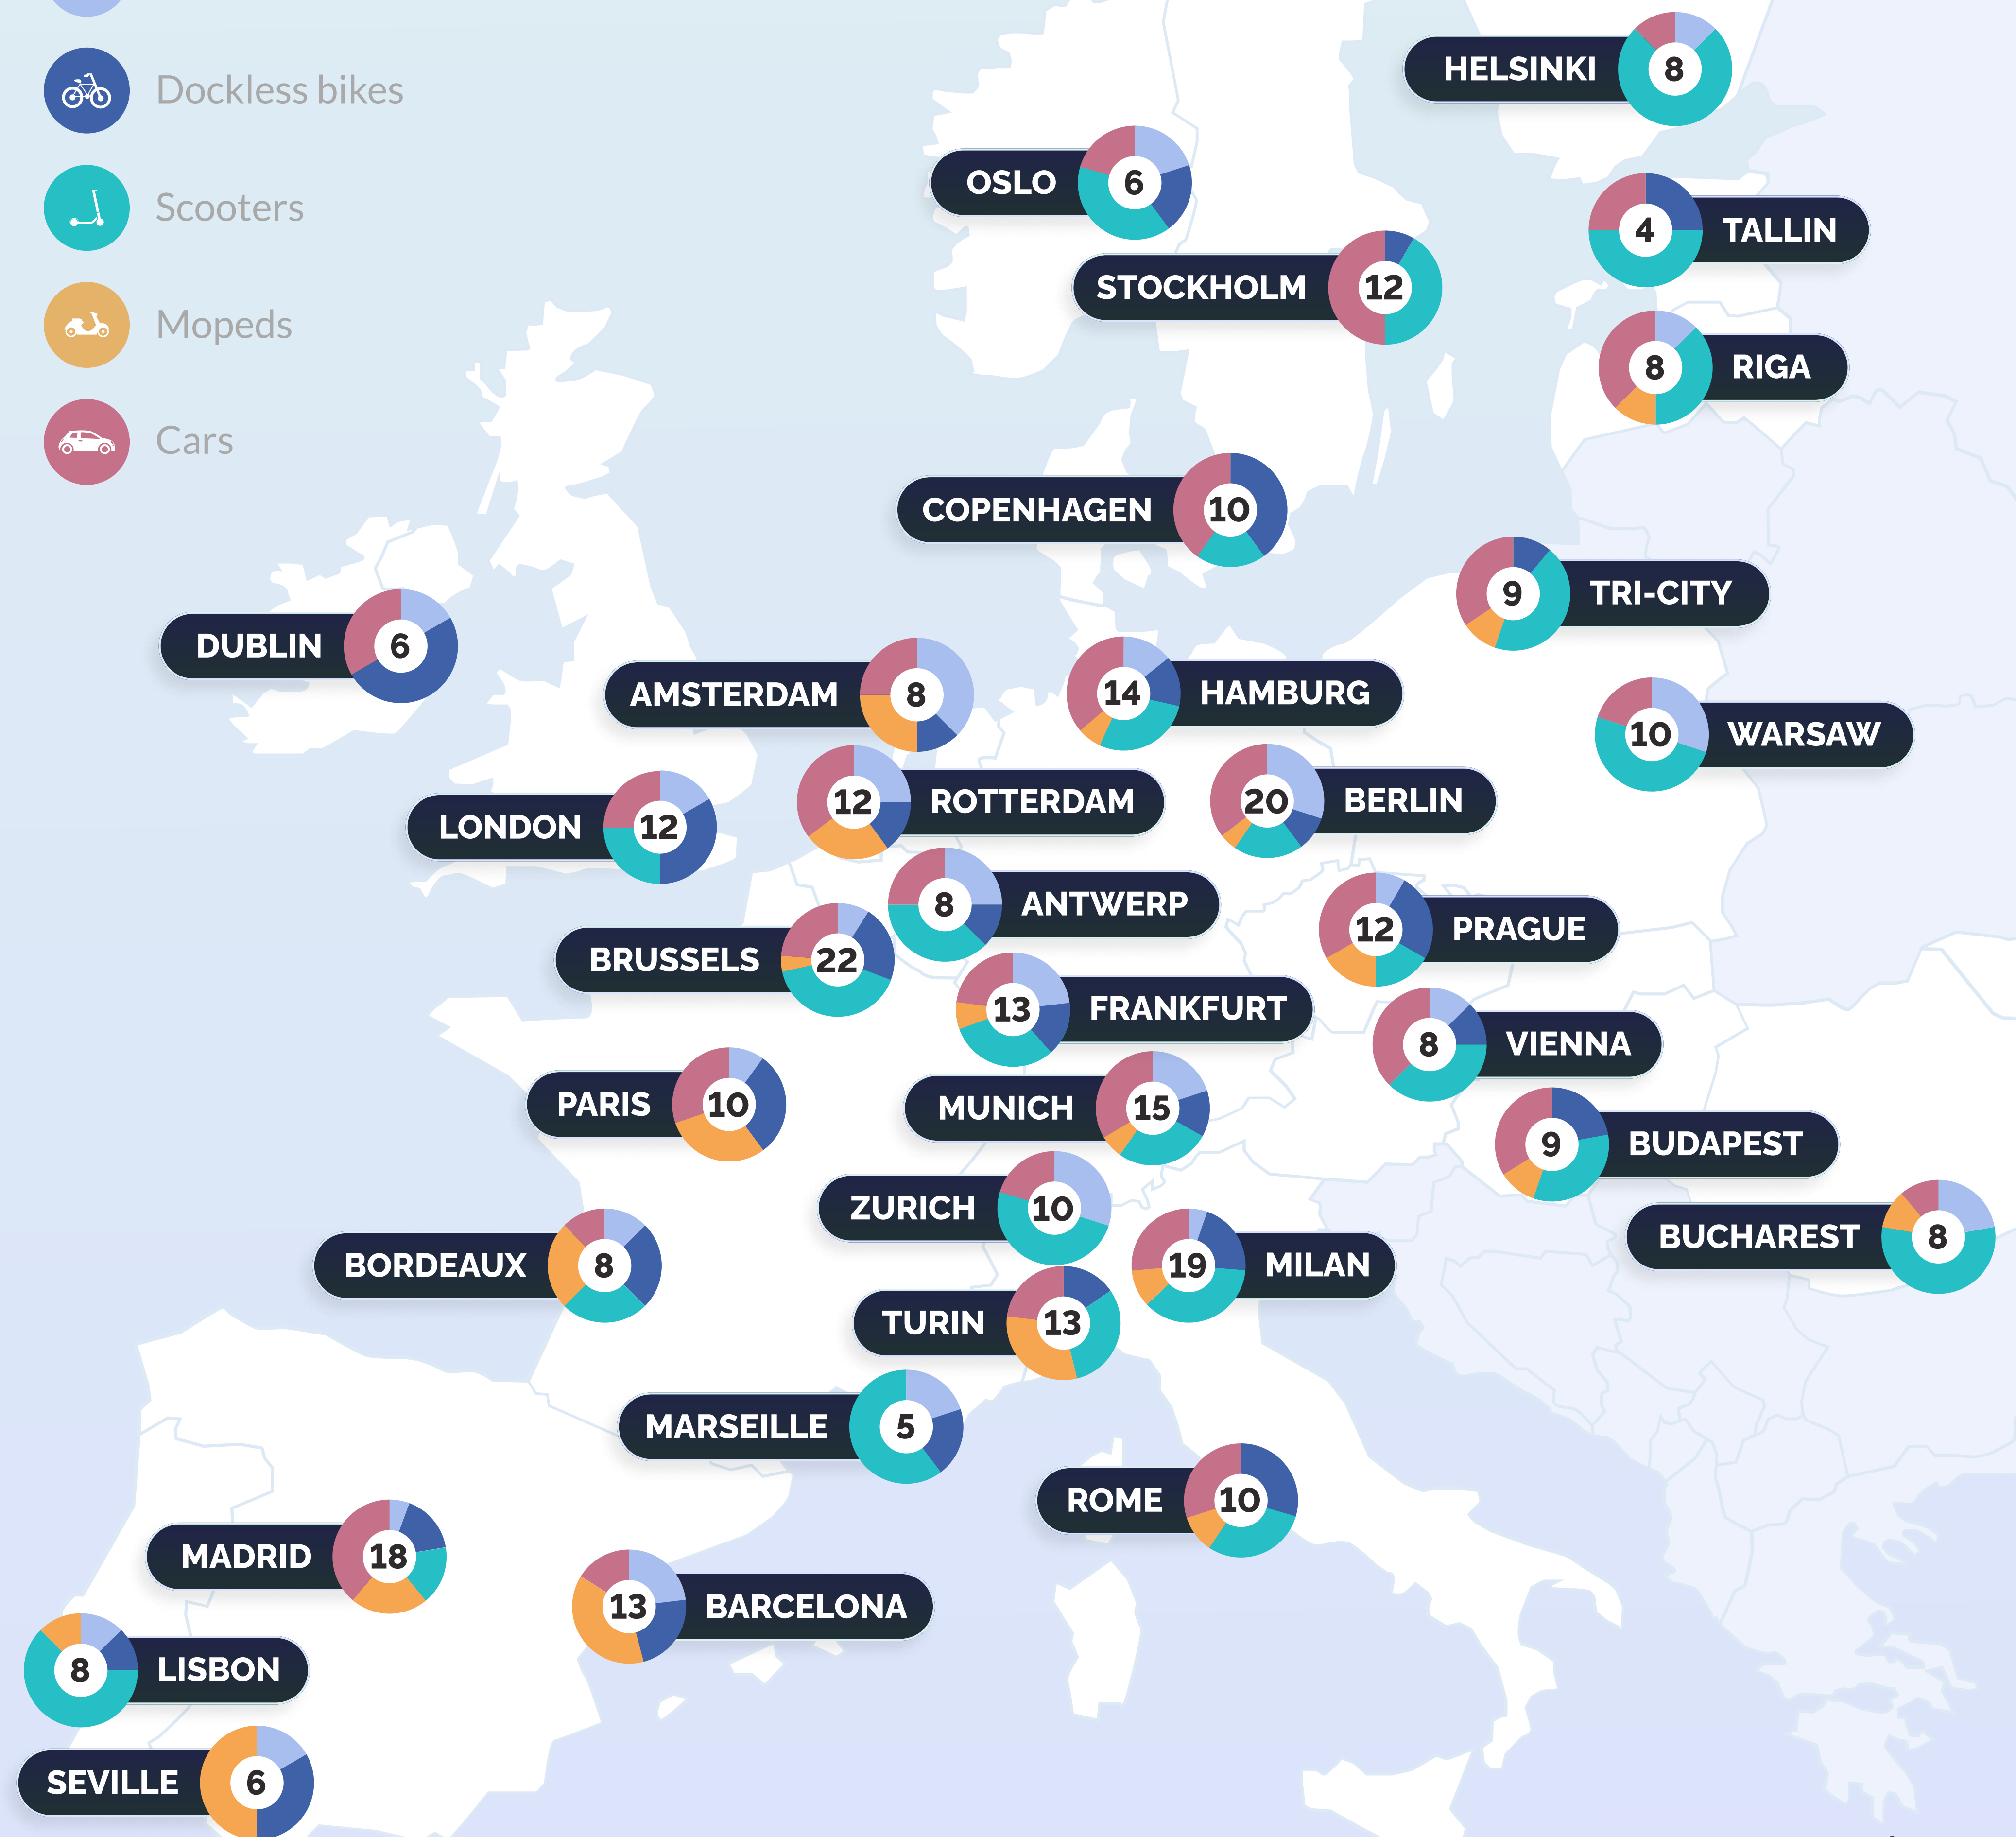 HELSINKI 8
Dockless bikes
OSLO 6
Scooters
4 TALLIN
STOCKHOLM 12
Mopeds
8 RIGA
Cars
COPENHAGEN 10
9 TRI-CITY
DUBLIN 6
AMSTERDAM 8
14 HAMBURG
10 WARSAW
12 ROTTERDAM
20 BERLIN
LONDON 12
8 ANTWERP
12 PRAGUE
BRUSSELS 22
13 FRANKFURT
8 VIENNA
PARIS 10
MUNICH 15
9 BUDAPEST
ZURICH 10
BUCHAREST 8
BORDEAUX 8
19 MILAN
TURIN 13
MARSEILLE 5
ROME 10
MADRID 18
13 BARCELONA
8 LISBON
SEVILLE 6